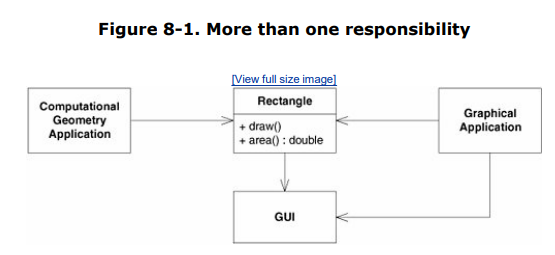 Figure 8-1. More than one responsibility
[View full size image]
Computational
Geometry
Application
Rectangle
+ draw()
+ area() : double
Graphical
Application
GUI